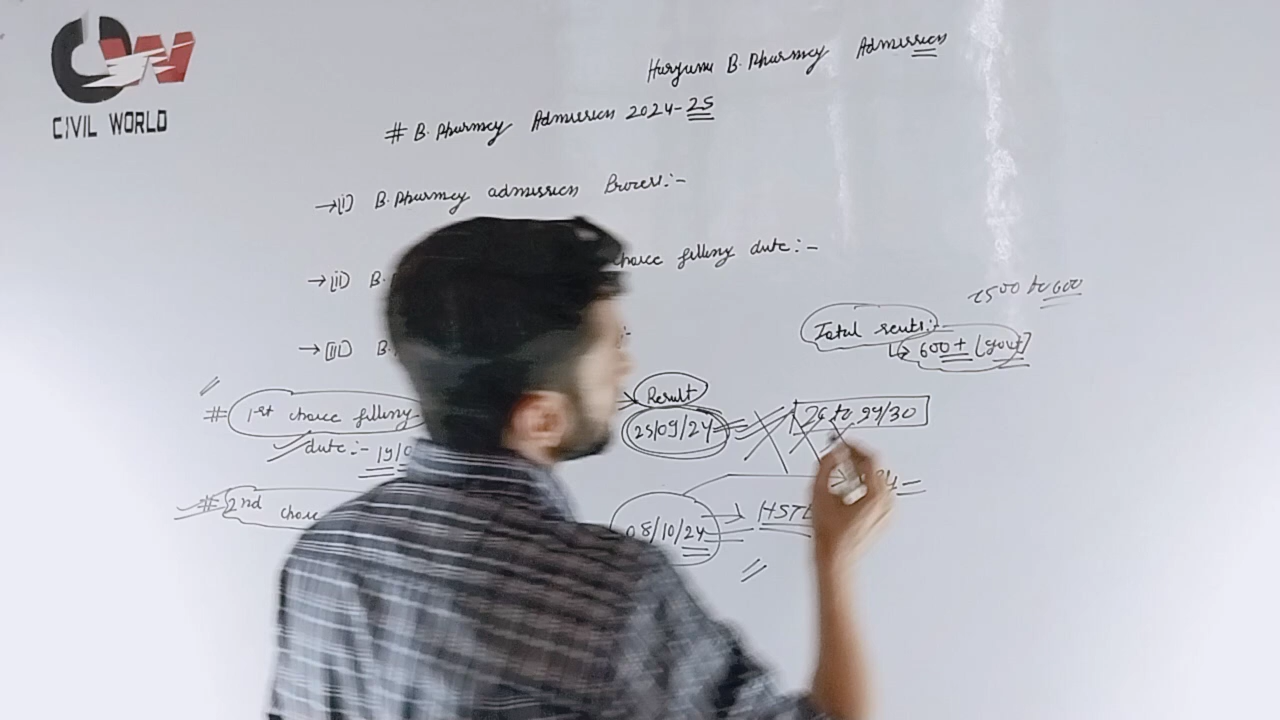 CIVIL WORLD
Haryana B. Pharmacy Admission
# B. Pharmacy Admission 2024-25
→(i) B. Pharmacy admission Process:-
→(ii) B. choice filling date:-
2500 to 600
Total seats:-
↳ 600+ [govt]
→(iii) B.
# 1st choice filling
Result
date:- 19/0
25/09/24
26 to 29/30
# 2nd choice
08/10/24 →